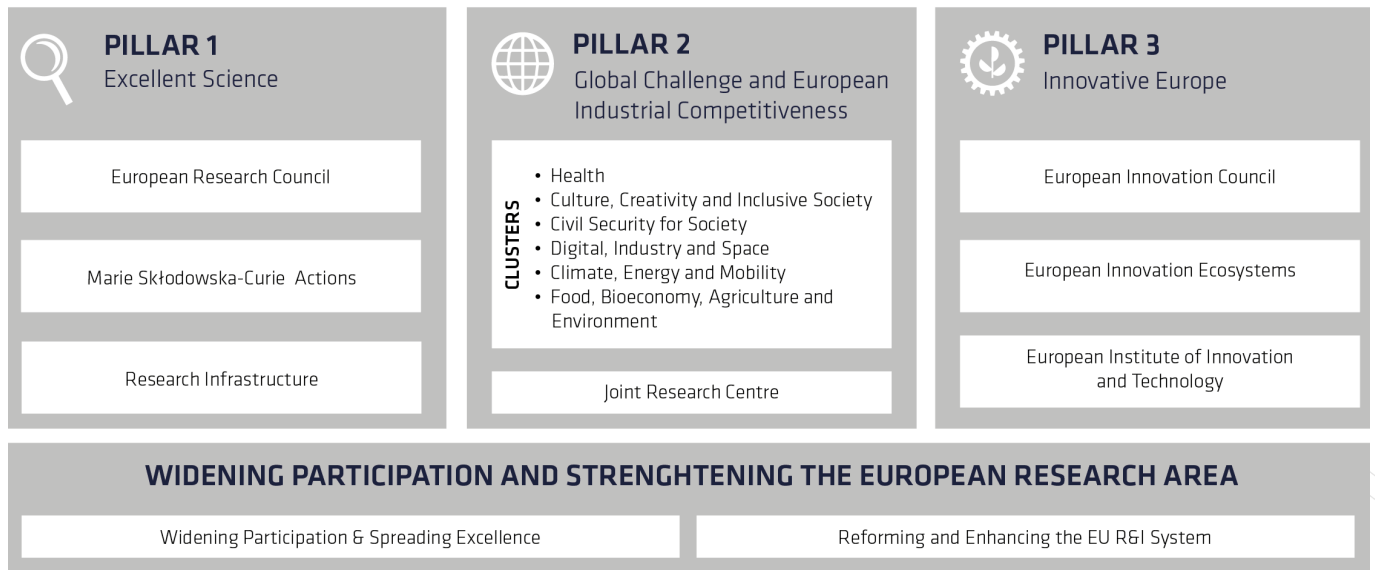 PILLAR 1
Excellent Science
European Research Council
Marie Skłodowska-Curie Actions
Research Infrastructure
PILLAR 2
Global Challenge and European
Industrial Competitiveness
CLUSTERS
• Health
• Culture, Creativity and Inclusive Society
• Civil Security for Society
• Digital, Industry and Space
• Climate, Energy and Mobility
• Food, Bioeconomy, Agriculture and
Environment
Joint Research Centre
PILLAR 3
Innovative Europe
European Innovation Council
European Innovation Ecosystems
European Institute of Innovation
and Technology
WIDENING PARTICIPATION AND STRENGHTENING THE EUROPEAN RESEARCH AREA
Widening Participation & Spreading Excellence
Reforming and Enhancing the EU R&I System